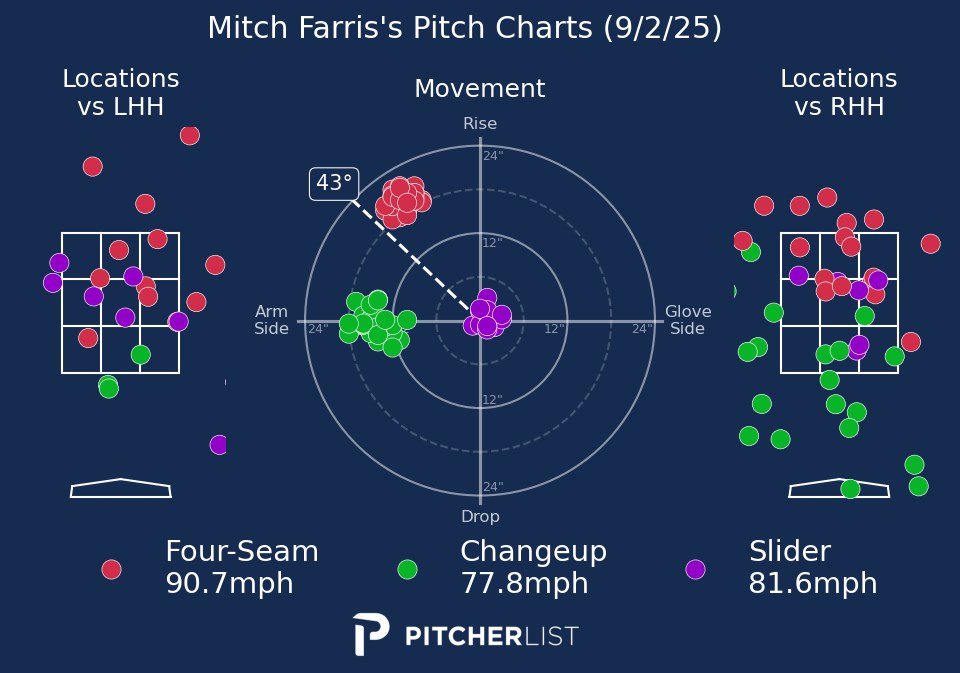 Mitch Farris's Pitch Charts (9/2/25)
Locations
vs LHH
Movement
Locations
vs RHH
Rise
24"
43°
12"
Arm
Side
24"
12"
24"
Glove
Side
12"
24"
Drop
Four-Seam
90.7mph
Changeup
77.8mph
Slider
81.6mph
PITCHERLIST